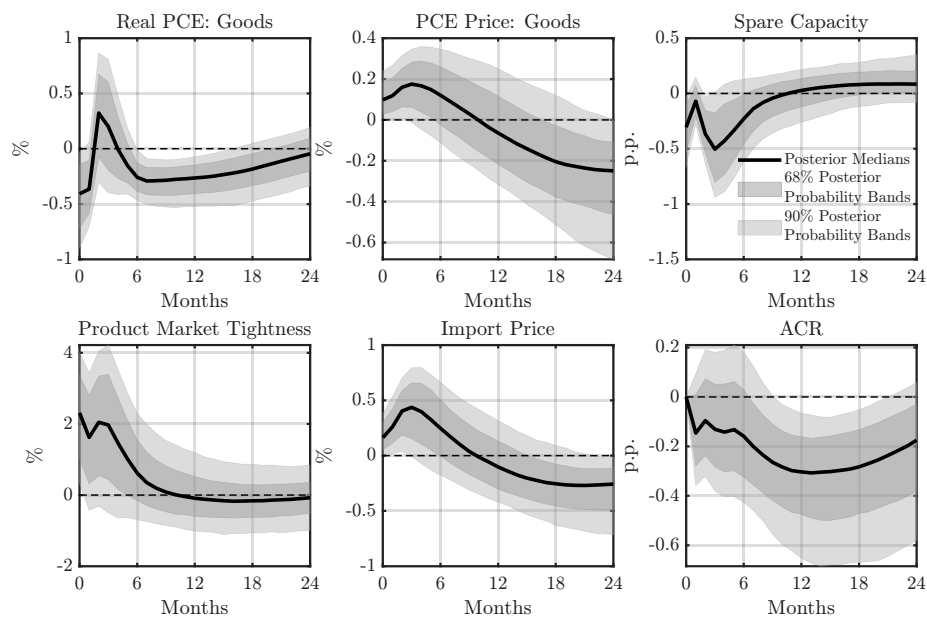 Real PCE: Goods
1
0.5
0
-0.5
-1
%
0 6 12 18 24
Months
PCE Price: Goods
0.4
0.2
0
-0.2
-0.4
-0.6
%
0 6 12 18 24
Months
Spare Capacity
0.5
0
-0.5
-1
-1.5
p.p.
Posterior Medians
68% Posterior
Probability Bands
90% Posterior
Probability Bands
0 6 12 18 24
Months
Product Market Tightness
4
2
0
-2
%
0 6 12 18 24
Months
Import Price
1
0.5
0
-0.5
-1
%
0 6 12 18 24
Months
ACR
0.2
0
-0.2
-0.4
-0.6
p.p.
0 6 12 18 24
Months